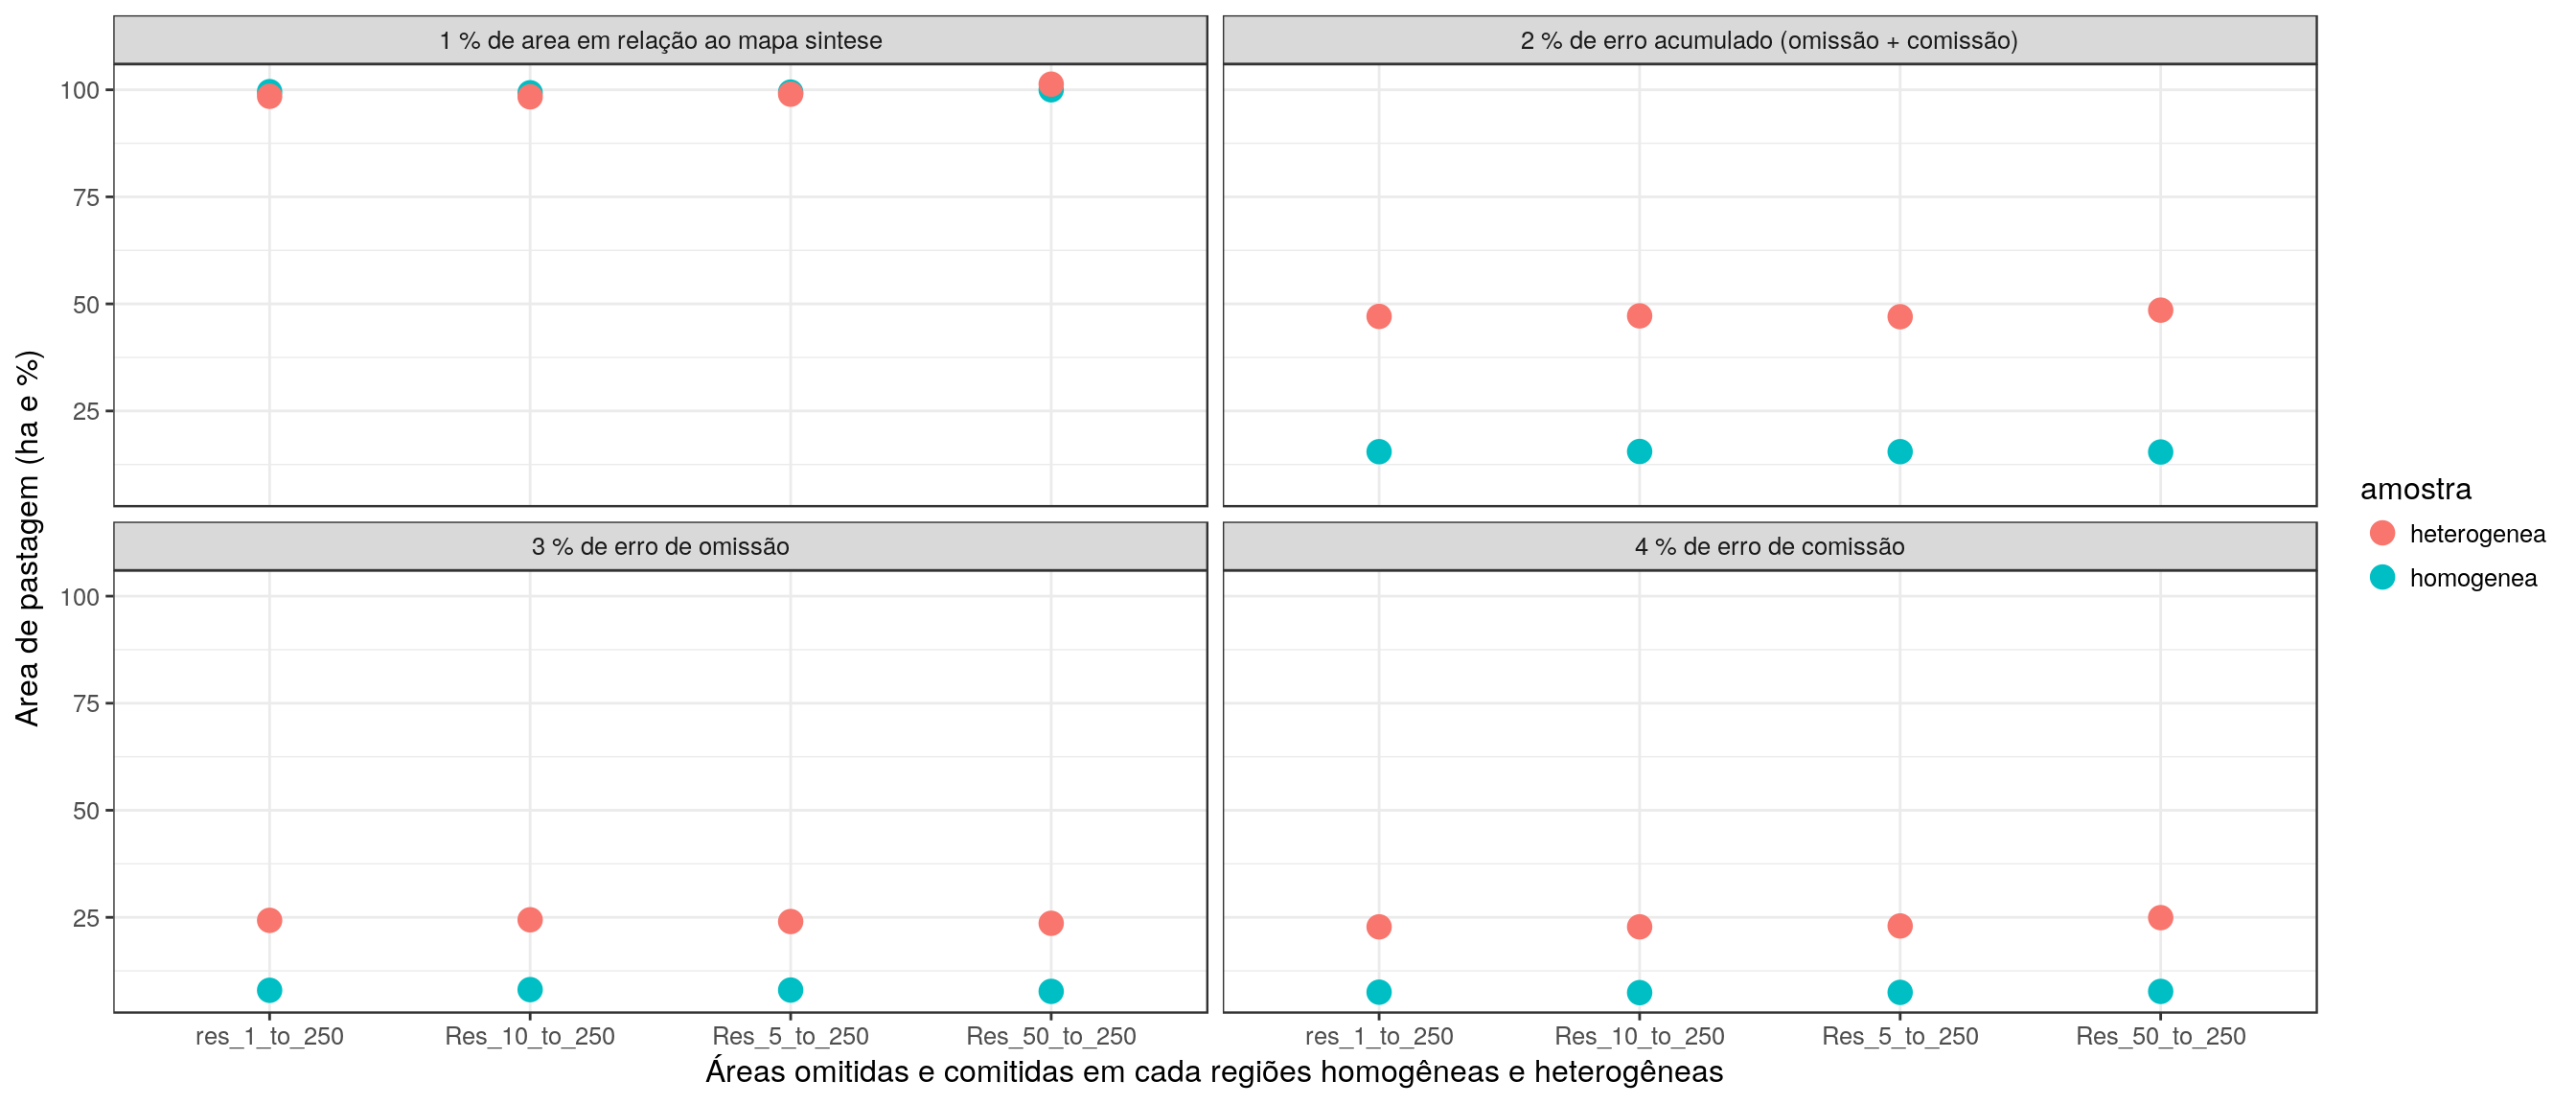 1 % de area em relação ao mapa sintese
2 % de erro acumulado (omissão + comissão)
100
75
50
25
3 % de erro de omissão
4 % de erro de comissão
100
75
50
25
res_1_to_250 Res_10_to_250 Res_5_to_250 Res_50_to_250
res_1_to_250 Res_10_to_250 Res_5_to_250 Res_50_to_250
Áreas omitidas e comitidas em cada regiões homogêneas e heterogêneas
Area de pastagem (ha e %)
amostra
heterogenea
homogenea